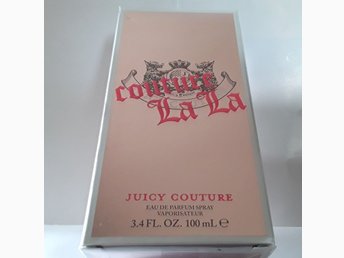 couture
La La
JUICY COUTURE
EAU DE PARFUM SPRAY
VAPORISATEUR
3.4 FL. OZ. 100 mL ℮